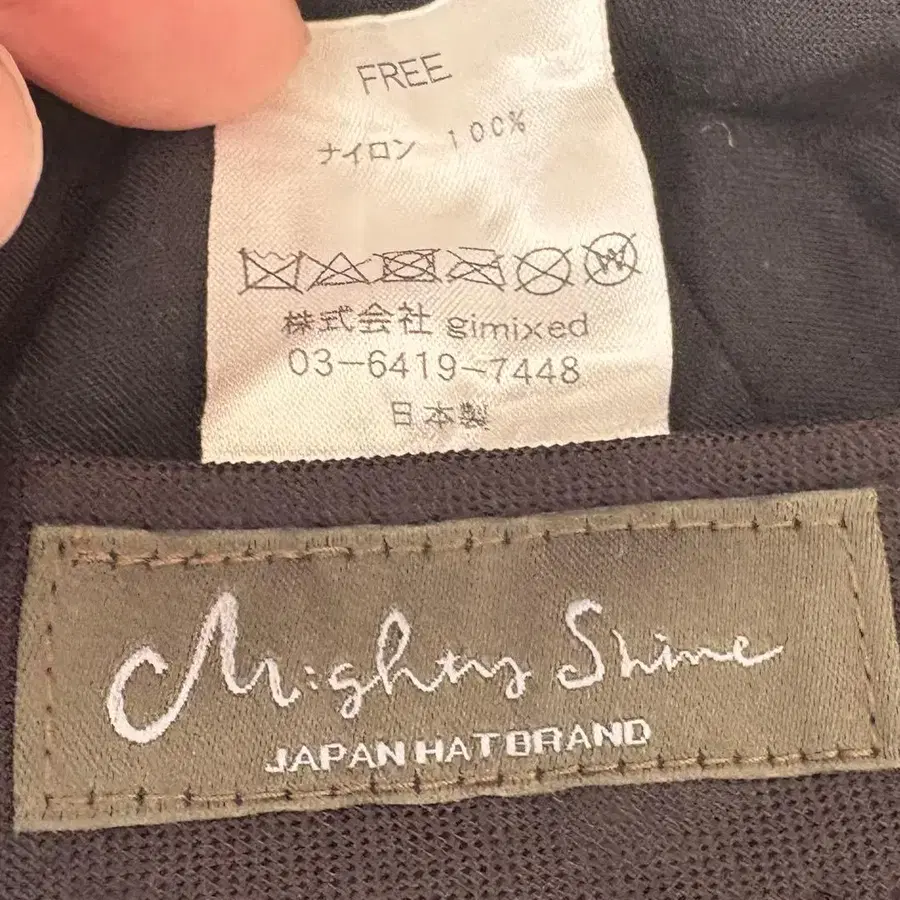 FREE
ナイロン 100%
W
株式会社 gimixed
03-6419-7448
日本製
Mighty Shine
JAPAN HAT BRAND